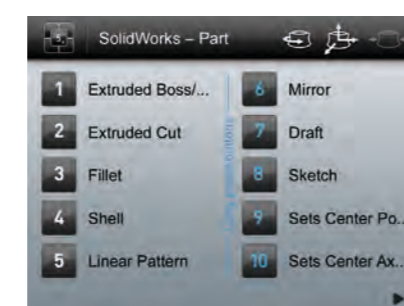 SolidWorks – Part
1 Extruded Boss/...
2 Extruded Cut
3 Fillet
4 Shell
5 Linear Pattern
6 Mirror
7 Draft
8 Sketch
9 Sets Center Po..
10 Sets Center Ax..